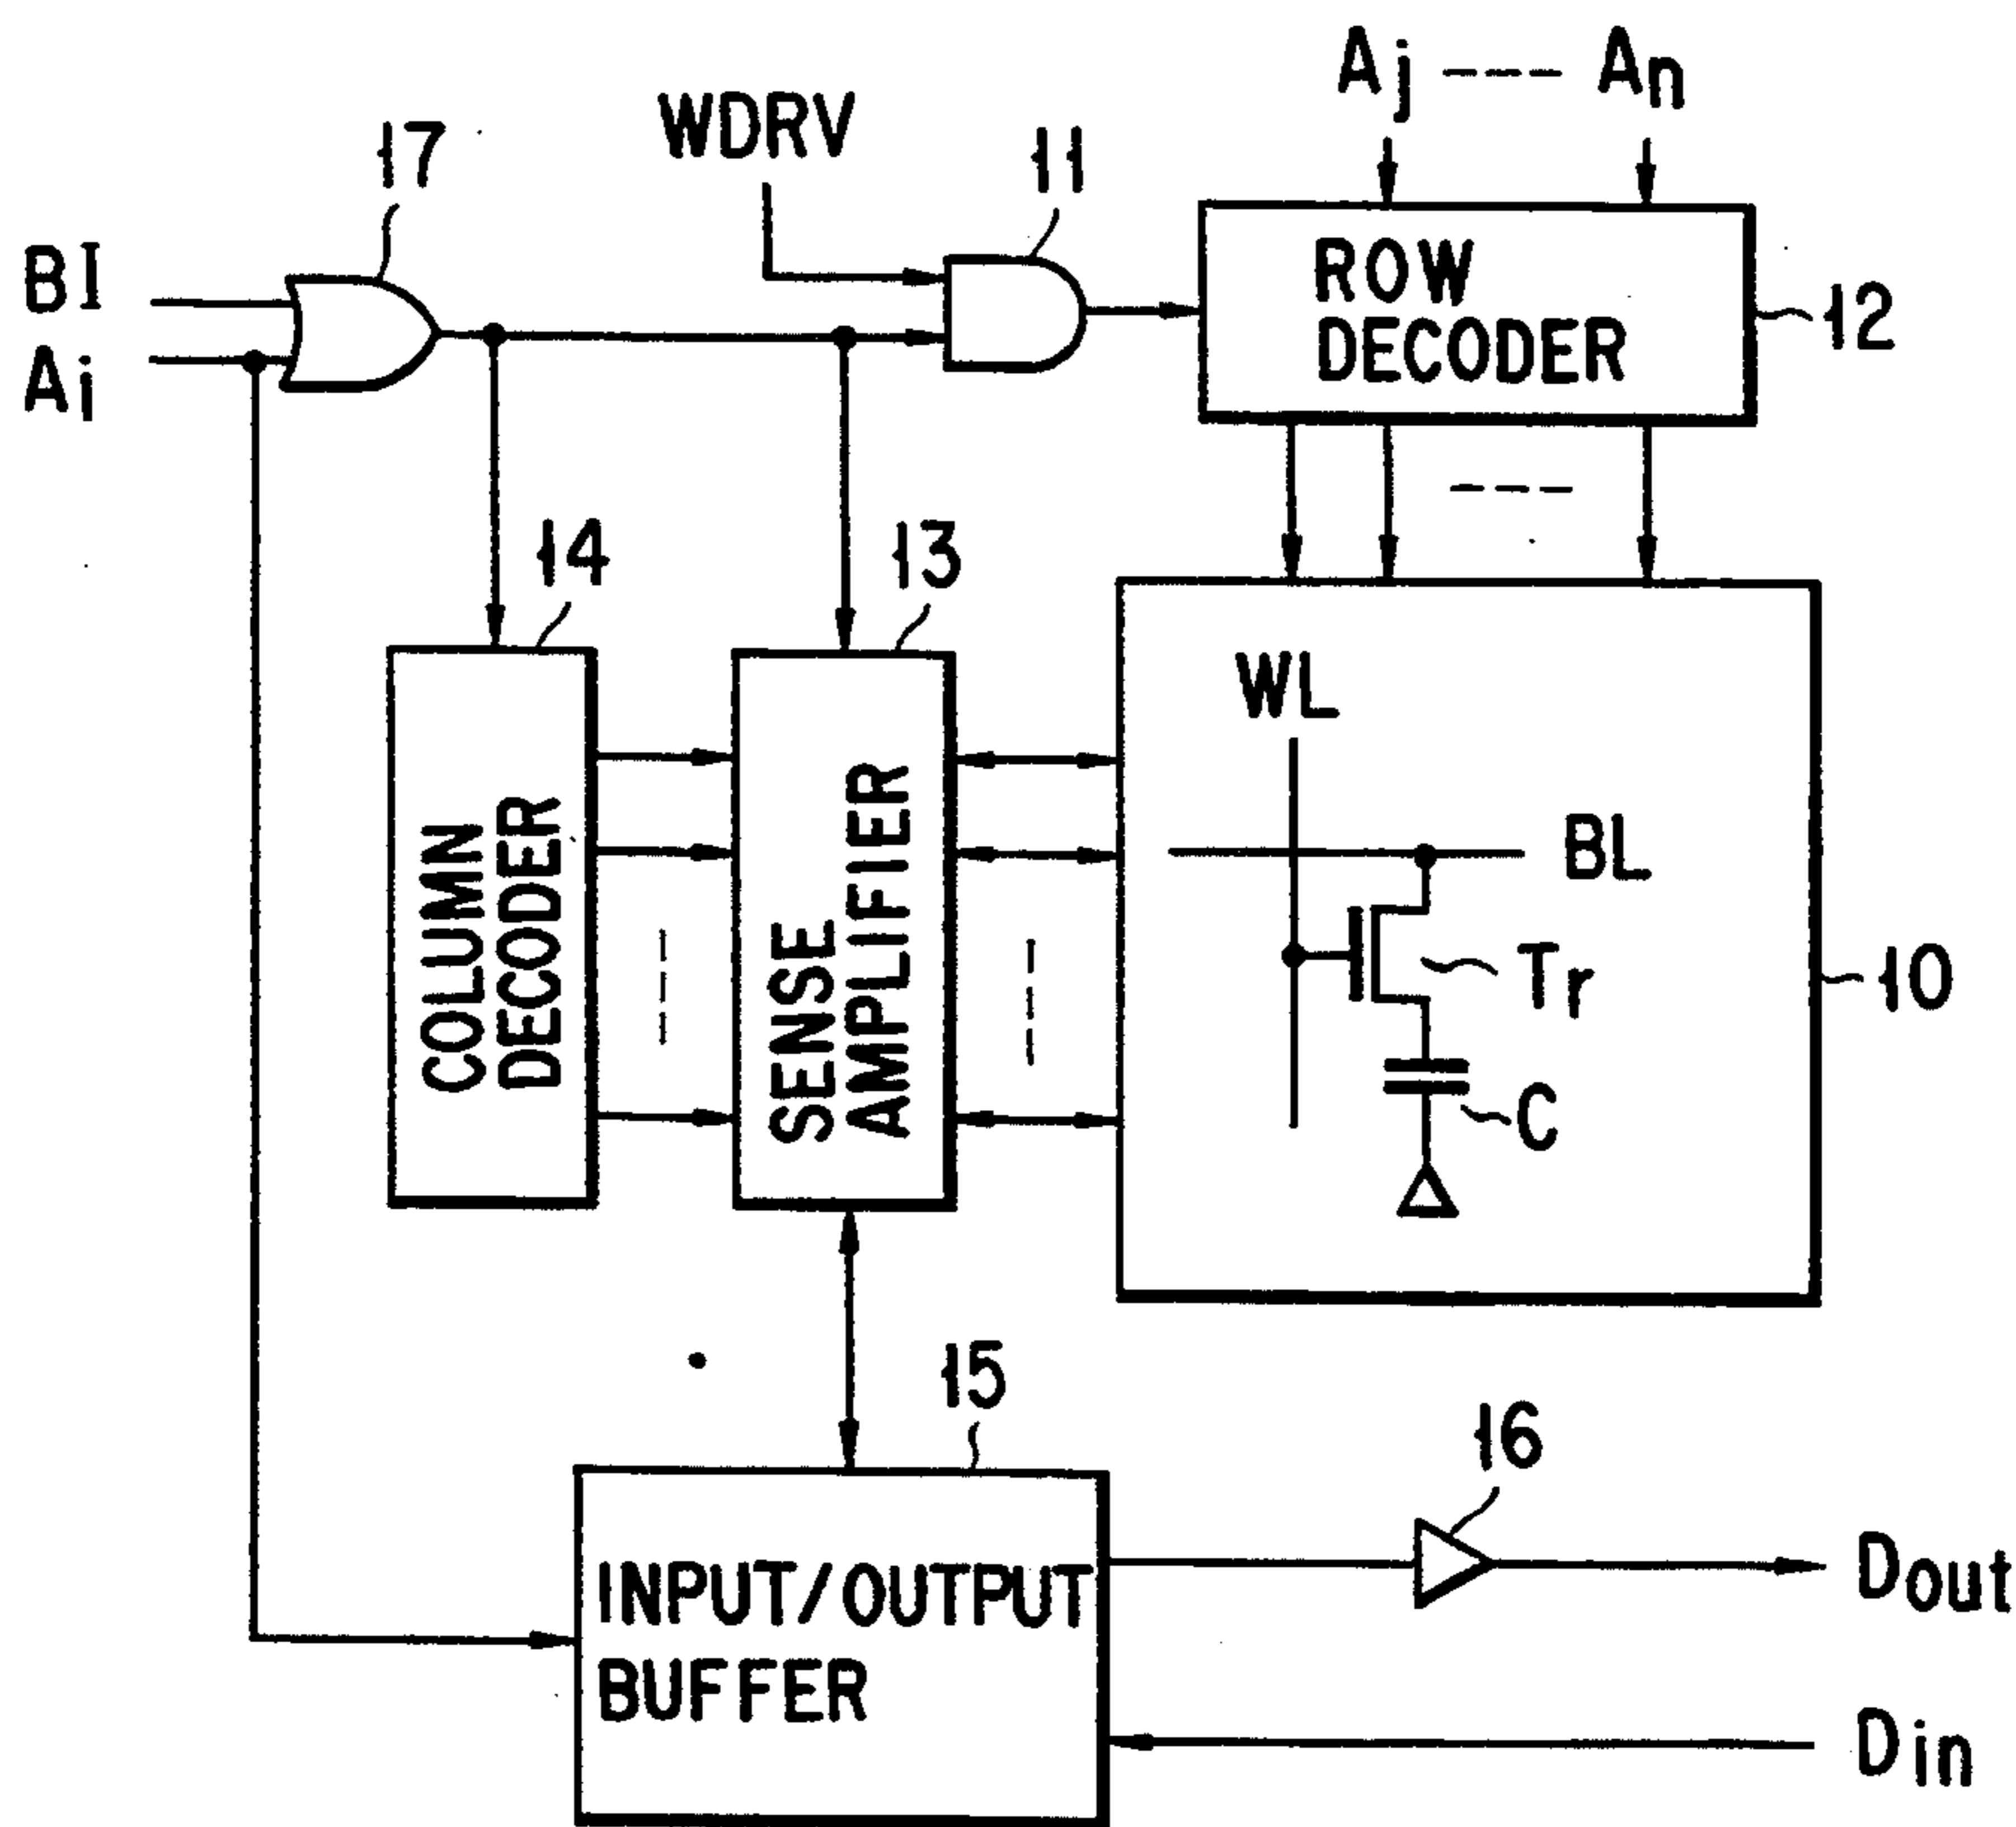 Aj ---- An
WDRV
17
11
BI
Ai
ROW
DECODER
12
14
13
WL
COLUMN
DECODER
SENSE
AMPLIFIER
BL
Tr
10
C
15
16
INPUT/OUTPUT
BUFFER
Dout
Din